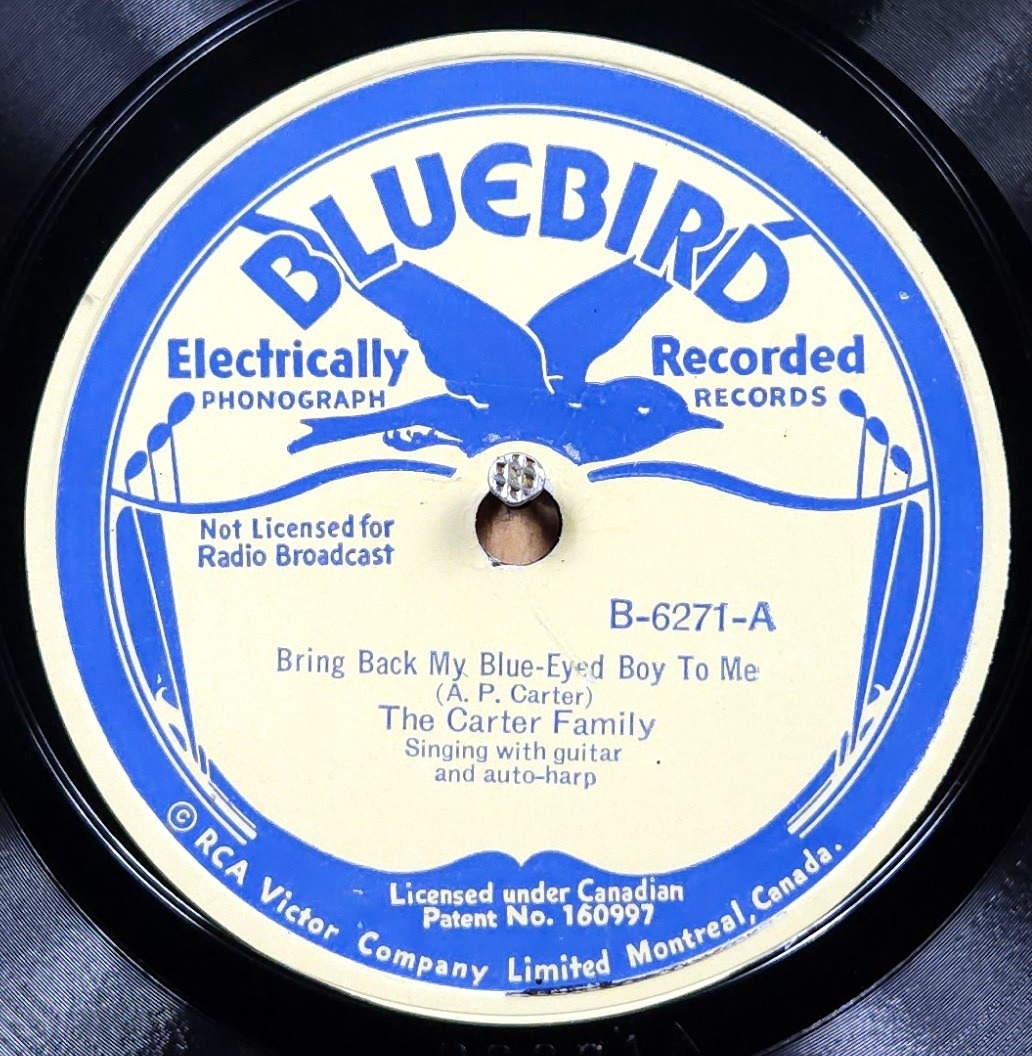 BLUEBIRD
Electrically Recorded
PHONOGRAPH RECORDS
Not Licensed for
Radio Broadcast
B-6271-A
Bring Back My Blue-Eyed Boy To Me
(A. P. Carter)
The Carter Family
Singing with guitar
and auto-harp
Licensed under Canadian
Patent No. 160997
© RCA Victor Company Limited Montreal, Canada.